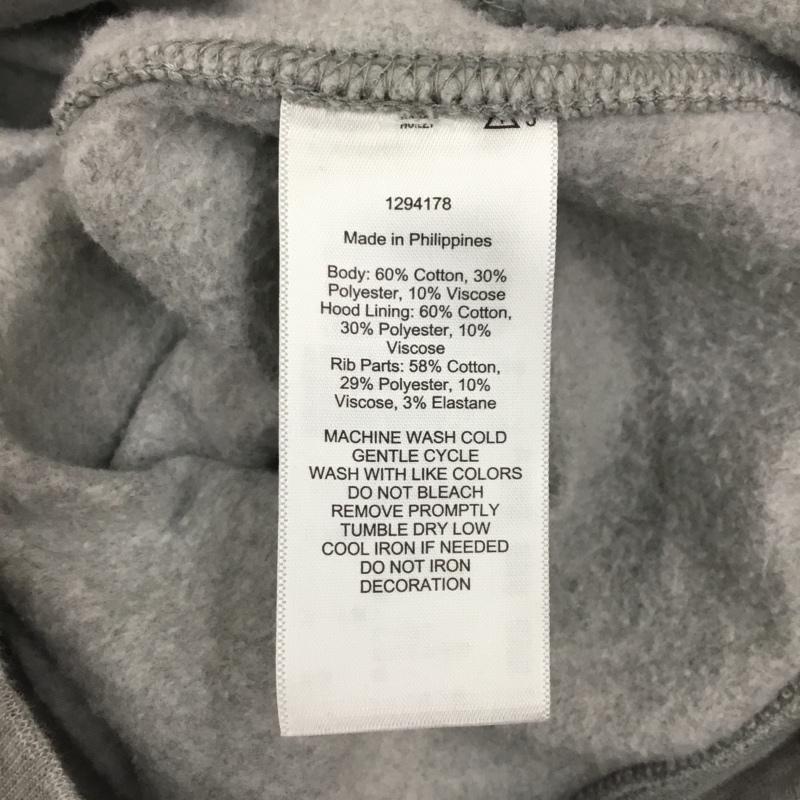 1294178
Made in Philippines
Body: 60% Cotton, 30%
Polyester, 10% Viscose
Hood Lining: 60% Cotton,
30% Polyester, 10%
Viscose
Rib Parts: 58% Cotton,
29% Polyester, 10%
Viscose, 3% Elastane
MACHINE WASH COLD
GENTLE CYCLE
WASH WITH LIKE COLORS
DO NOT BLEACH
REMOVE PROMPTLY
TUMBLE DRY LOW
COOL IRON IF NEEDED
DO NOT IRON
DECORATION